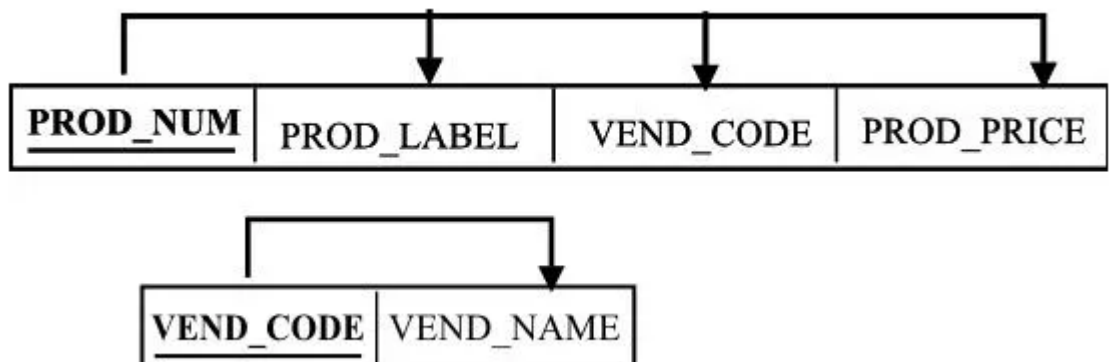 PROD_NUM PROD_LABEL VEND_CODE PROD_PRICE
VEND_CODE VEND_NAME